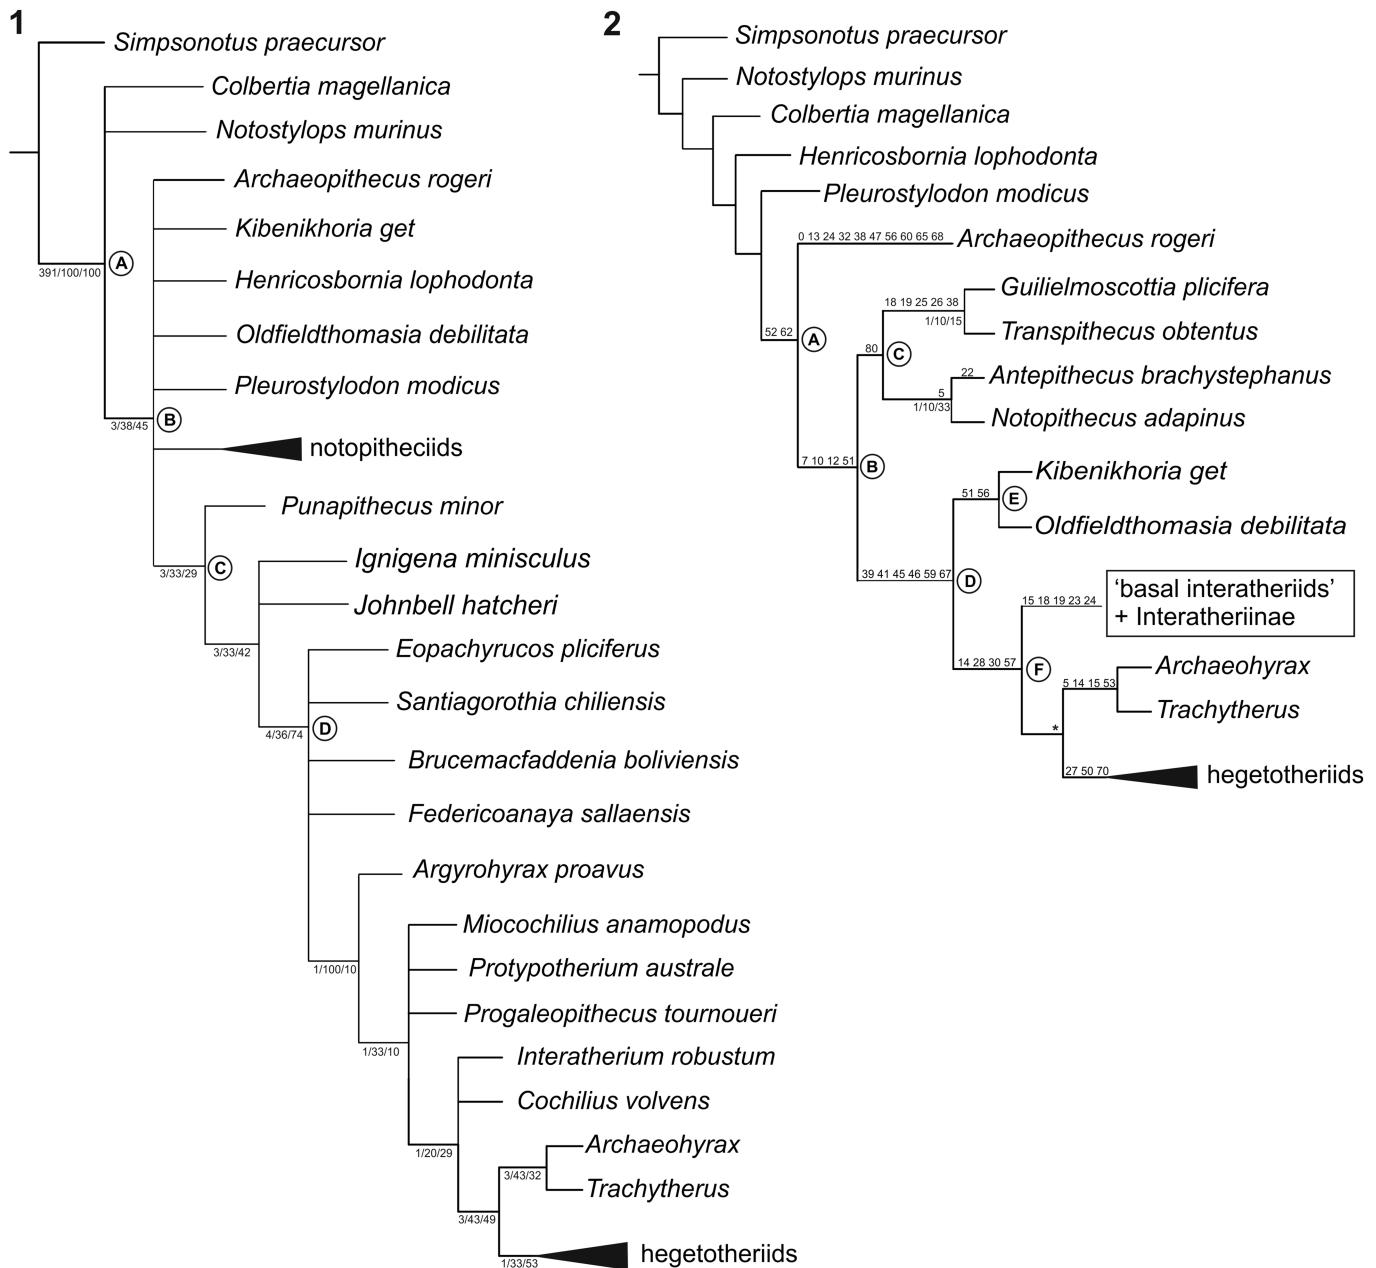 1
Simpsonotus praecursor
Colbertia magellanica
Notostylops murinus
Archaeopithecus rogeri
Kibenikhoria get
391/100/100
A
Henricosbornia lophodonta
Oldfieldthomasia debilitata
Pleurostylodon modicus
3/38/45
B
notopitheciids
Punapithecus minor
3/33/29
C
Ignigena minisculus
Johnbell hatcheri
3/33/42
Eopachyrucos pliciferus
Santiagorothia chiliensis
4/36/74
D
Brucemacfaddenia boliviensis
Federicoanaya sallaensis
Argyrohyrax proavus
Miocochilius anamopodus
1/100/10
Protypotherium australe
Progaleopithecus tournoueri
1/33/10
Interatherium robustum
Cochilius volvens
1/20/29
Archaeohyrax
3/43/32
Trachytherus
3/43/49
1/33/53
hegetotheriids
2
Simpsonotus praecursor
Notostylops murinus
Colbertia magellanica
Henricosbornia lophodonta
Pleurostylodon modicus
0 13 24 32 38 47 56 60 65 68
Archaeopithecus rogeri
Guilielmoscottia plicifera
18 19 25 26 38
1/10/15
Transpithecus obtentus
52 62
A
80
C
22
Antepithecus brachystephanus
5
1/10/33
Notopithecus adapinus
7 10 12 51
B
Kibenikhoria get
51 56
E
Oldfieldthomasia debilitata
39 41 45 46 59 67
D
15 18 19 23 24
‘basal interatheriids’
+ Interatheriinae
14 28 30 57
F
Archaeohyrax
5 14 15 53
Trachytherus
*
27 50 70
hegetotheriids